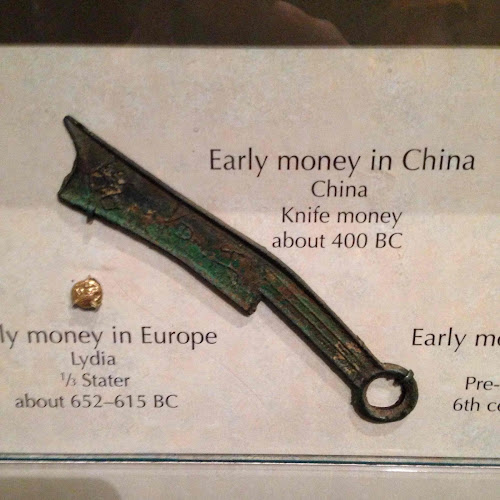 Early money in China
China
Knife money
about 400 BC
ly money in Europe
Lydia
⅓ Stater
about 652–615 BC
Early mo
Pre-
6th ce